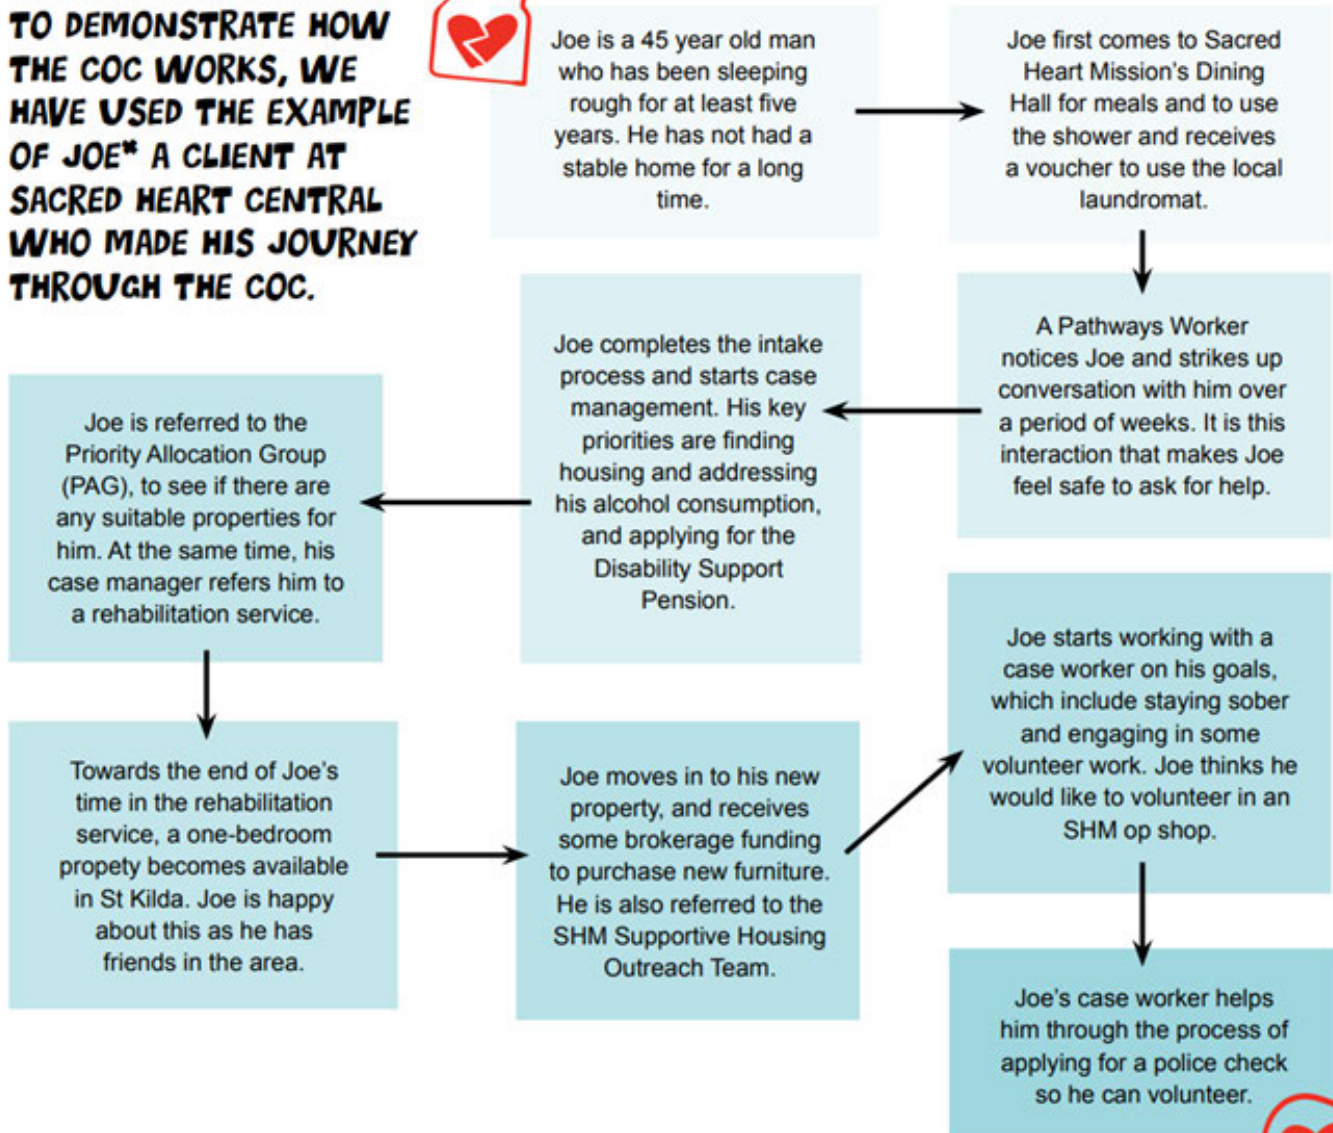 TO DEMONSTRATE HOW
THE COC WORKS, WE
HAVE USED THE EXAMPLE
OF JOE* A CLIENT AT
SACRED HEART CENTRAL
WHO MADE HIS JOURNEY
THROUGH THE COC.
Joe is a 45 year old man
who has been sleeping
rough for at least five
years. He has not had a
stable home for a long
time.
Joe first comes to Sacred
Heart Mission's Dining
Hall for meals and to use
the shower and receives
a voucher to use the local
laundromat.
A Pathways Worker
notices Joe and strikes up
conversation with him over
a period of weeks. It is this
interaction that makes Joe
feel safe to ask for help.
Joe completes the intake
process and starts case
management. His key
priorities are finding
housing and addressing
his alcohol consumption,
and applying for the
Disability Support
Pension.
Joe is referred to the
Priority Allocation Group
(PAG), to see if there are
any suitable properties for
him. At the same time, his
case manager refers him to
a rehabilitation service.
Towards the end of Joe's
time in the rehabilitation
service, a one-bedroom
propety becomes available
in St Kilda. Joe is happy
about this as he has
friends in the area.
Joe moves in to his new
property, and receives
some brokerage funding
to purchase new furniture.
He is also referred to the
SHM Supportive Housing
Outreach Team.
Joe starts working with a
case worker on his goals,
which include staying sober
and engaging in some
volunteer work. Joe thinks he
would like to volunteer in an
SHM op shop.
Joe's case worker helps
him through the process of
applying for a police check
so he can volunteer.